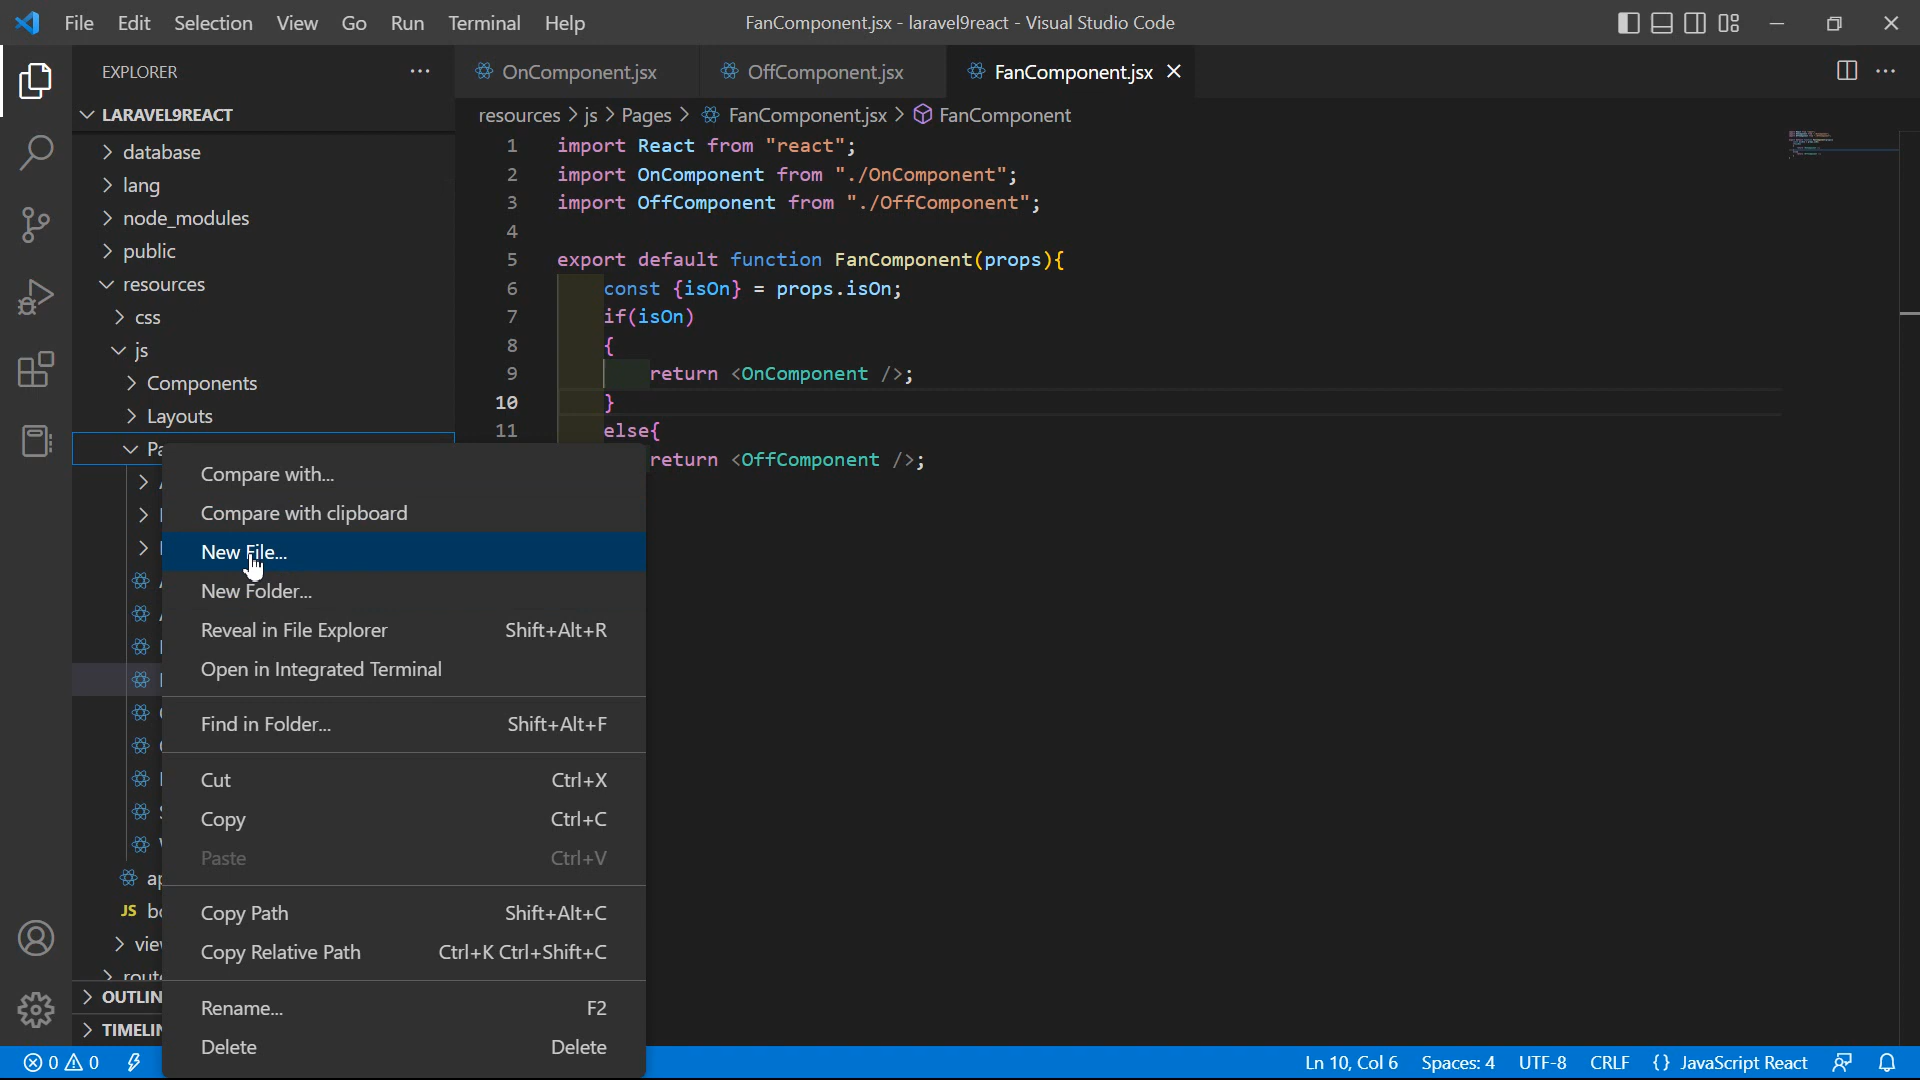 File Edit Selection View Go Run Terminal Help FanComponent.jsx - laravel9react - Visual Studio Code
EXPLORER
LARAVEL9REACT
database
lang
node_modules
public
resources
css
js
Components
Layouts
OnComponent.jsx OffComponent.jsx FanComponent.jsx
resources > js > Pages > FanComponent.jsx > FanComponent
1 import React from "react";
2 import OnComponent from "./OnComponent";
3 import OffComponent from "./OffComponent";
4
5 export default function FanComponent(props){
6 const {isOn} = props.isOn;
7 if(isOn)
8 {
9 return <OnComponent />;
10 }
11 else{
return <OffComponent />;
Compare with...
Compare with clipboard
New File...
New Folder...
Reveal in File Explorer Shift+Alt+R
Open in Integrated Terminal
Find in Folder... Shift+Alt+F
Cut Ctrl+X
Copy Ctrl+C
Paste Ctrl+V
Copy Path Shift+Alt+C
Copy Relative Path Ctrl+K Ctrl+Shift+C
Rename... F2
Delete Delete
0 0 Ln 10, Col 6 Spaces: 4 UTF-8 CRLF {} JavaScript React